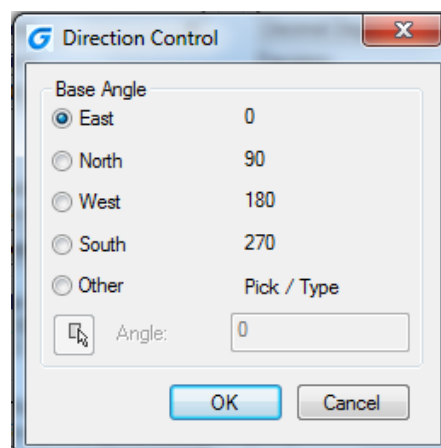 Direction Control
Base Angle
East 0
North 90
West 180
South 270
Other Pick / Type
Angle: 0
OK Cancel